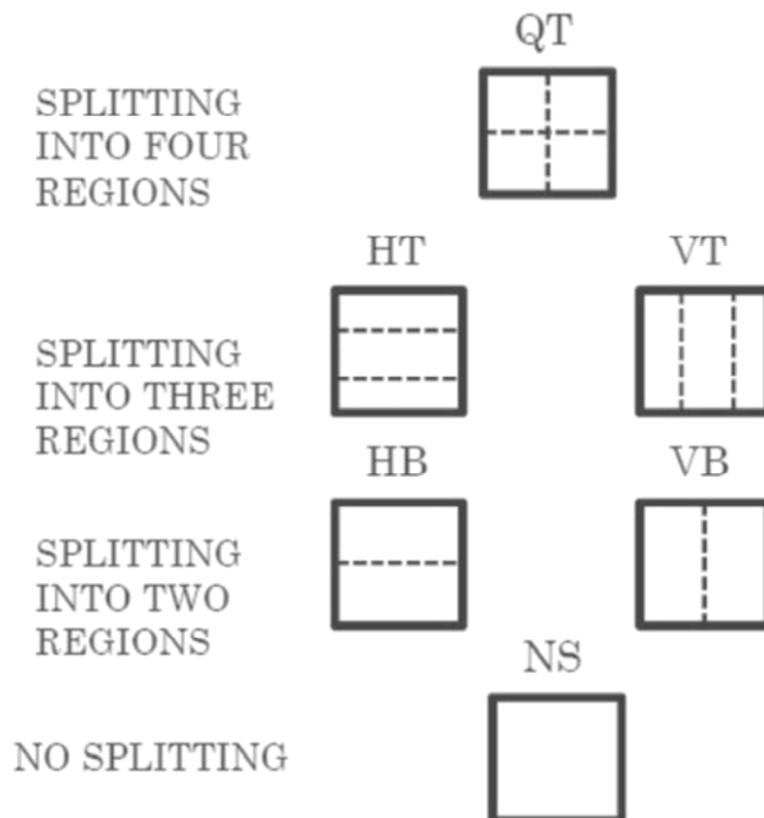 QT
SPLITTING
INTO FOUR
REGIONS
HT VT
SPLITTING
INTO THREE
REGIONS
HB VB
SPLITTING
INTO TWO
REGIONS
NS
NO SPLITTING